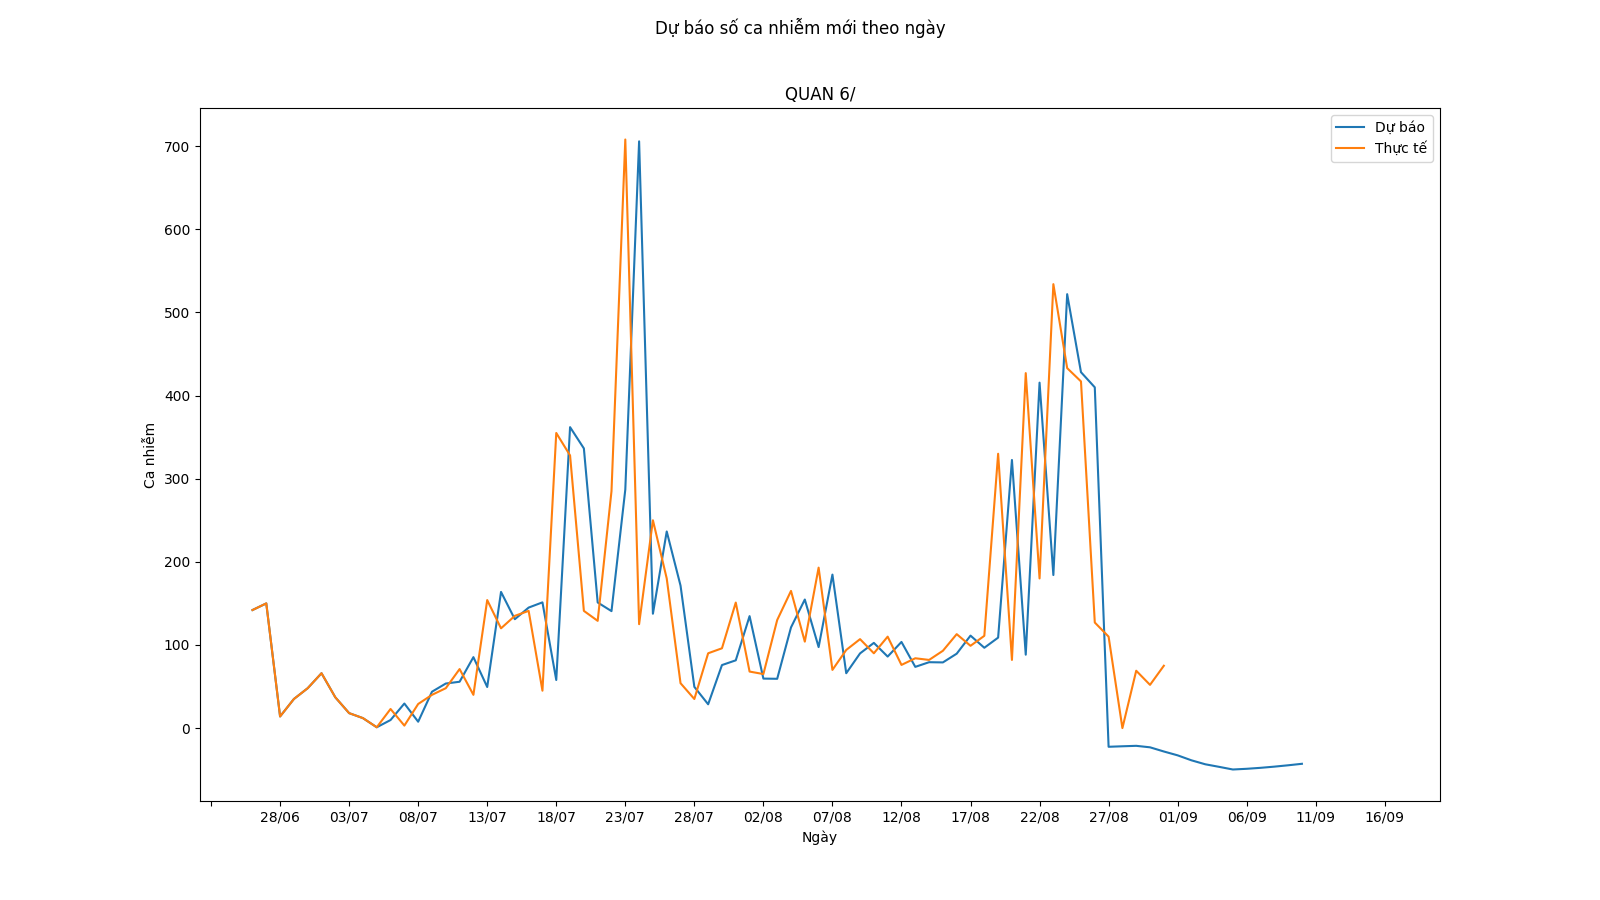 Dự báo số ca nhiễm mới theo ngày
QUAN 6/
Dự báo
Thực tế
700
600
500
400
300
200
100
0
Ca nhiễm
28/06 03/07 08/07 13/07 18/07 23/07 28/07 02/08 07/08 12/08 17/08 22/08 27/08 01/09 06/09 11/09 16/09
Ngày